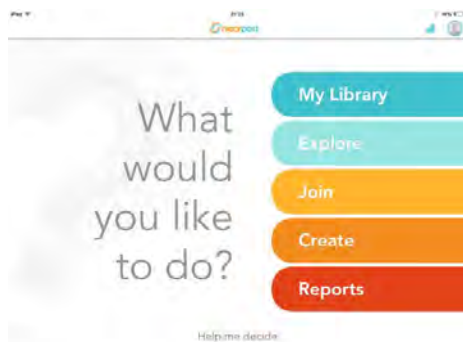 nearpod
What
would
you like
to do?
My Library
Explore
Join
Create
Reports
Help me decide